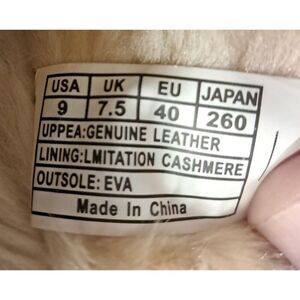 USA UK EU JAPAN
9 7.5 40 260
UPPEA:GENUINE LEATHER
LINING:LMITATION CASHMERE
OUTSOLE: EVA
Made In China